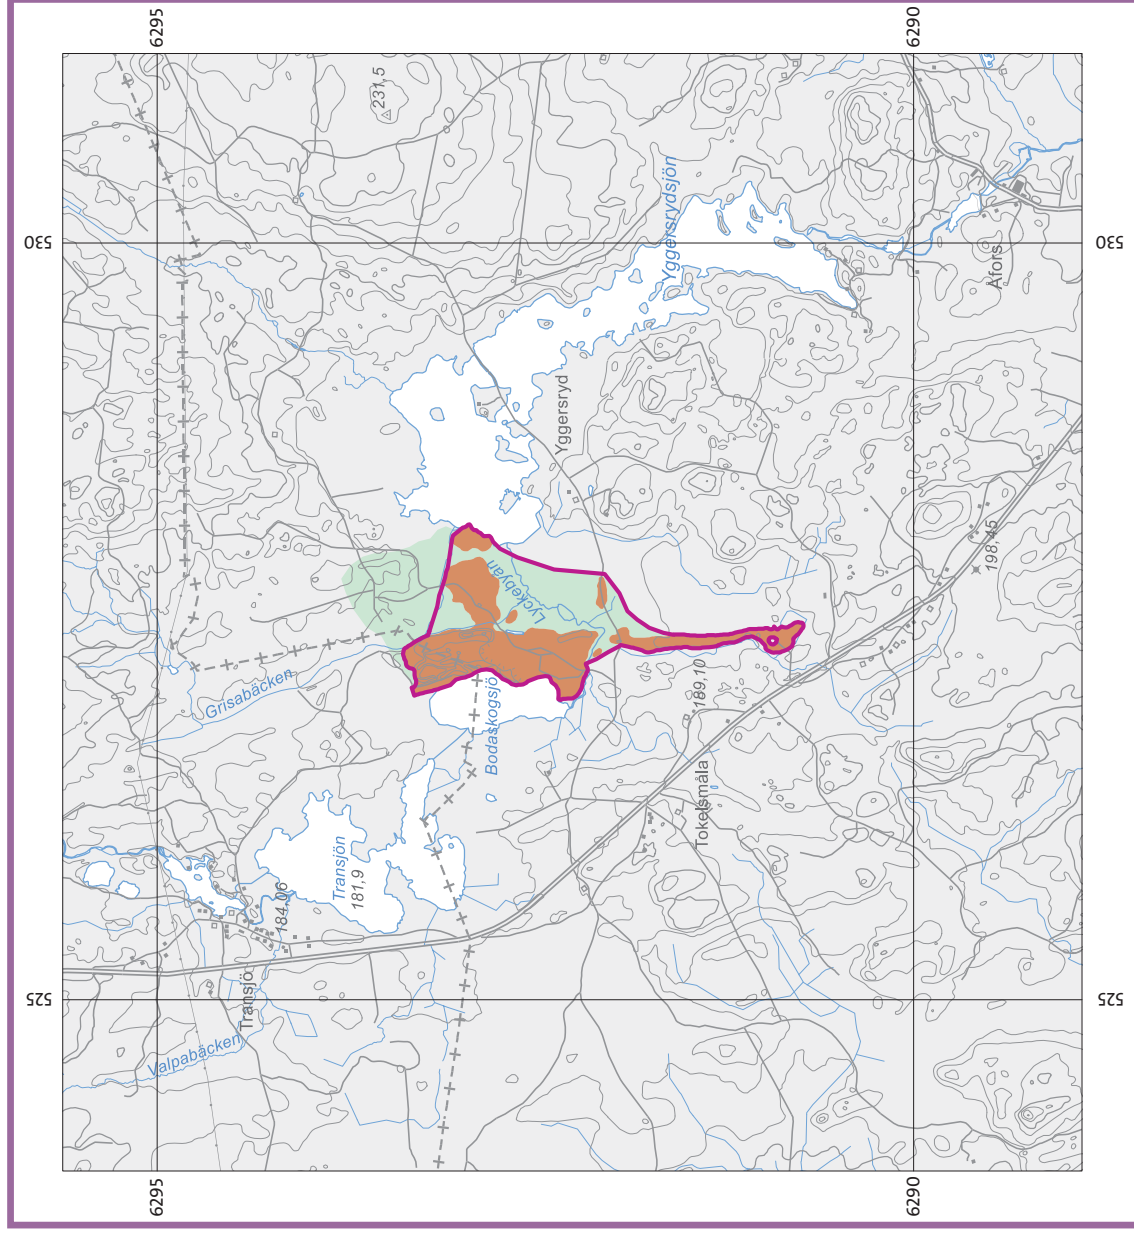 6295
6290
530
530
231,5
Yggersrydsjön
Åfors
Yggersryd
Lyckebyån
198,45
Grisabäcken
Bodaskogsjö
189,10
Tokelsmåla
Transjön
181,9
184,06
Transjö
Valpabäcken
525
525
6295
6290